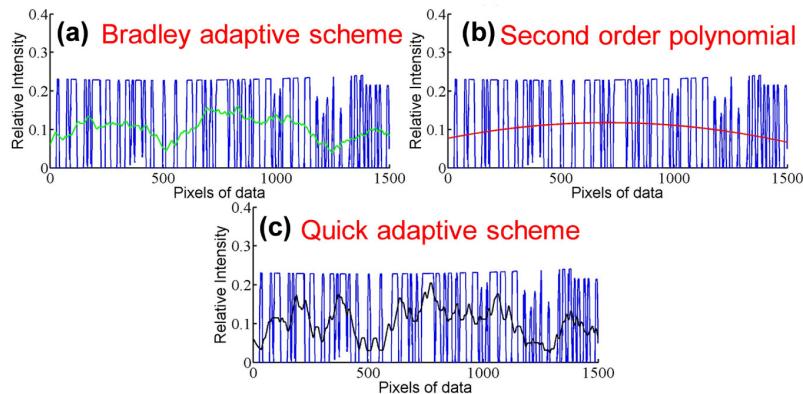 (a) Bradley adaptive scheme
0.4
0.3
0.2
0.1
0
Relative Intensity
0 500 1000 1500
Pixels of data
(b) Second order polynomial
0.4
0.3
0.2
0.1
0
Relative Intensity
0 500 1000 1500
Pixels of data
(c) Quick adaptive scheme
0.4
0.3
0.2
0.1
0
Relative Intensity
0 500 1000 1500
Pixels of data